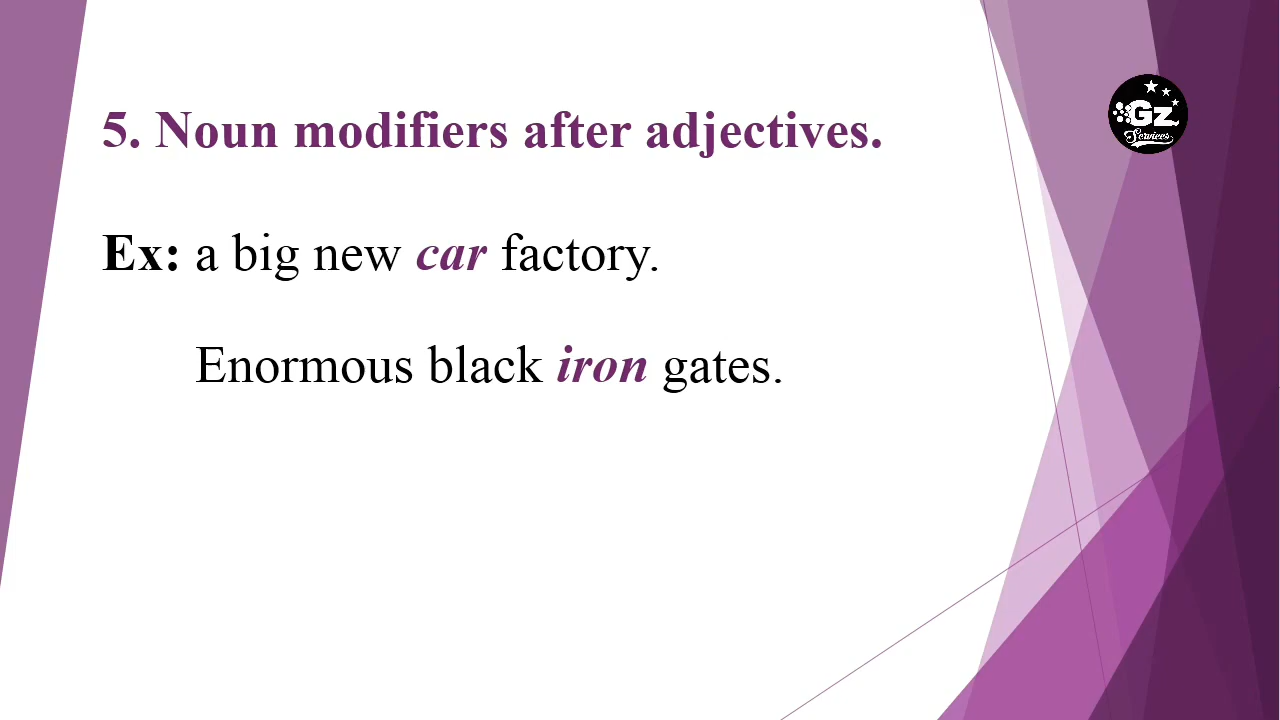 5. Noun modifiers after adjectives.
GZ
Services
Ex: a big new car factory.
Enormous black iron gates.